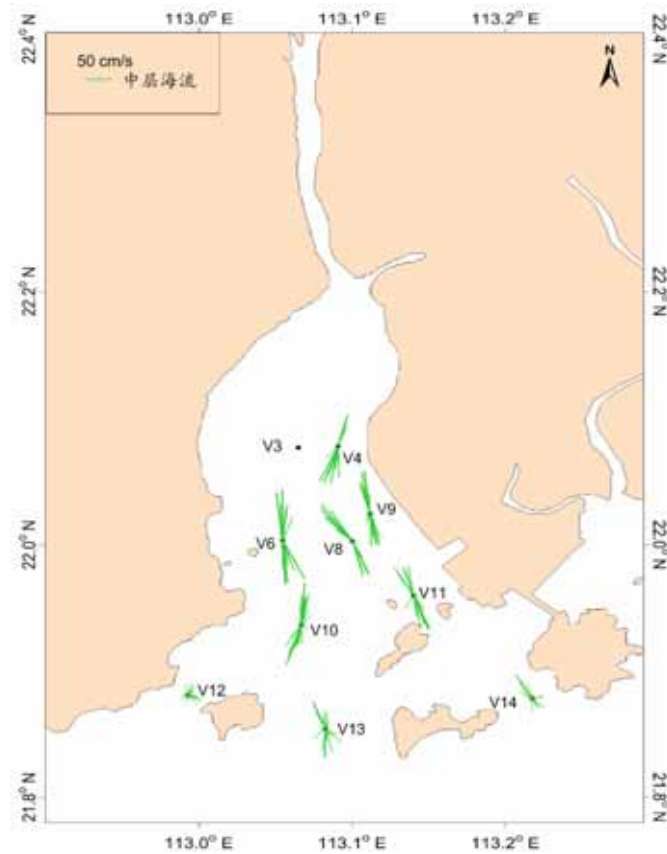 113.0° E 113.1° E 113.2° E
22.4° N 22.4° N
50 cm/s
中层海流
N
22.2° N 22.2° N
V3
V4
V9
22.0° N V6 V8 22.0° N
V11
V10
V12
V14
V13
21.8° N 21.8° N
113.0° E 113.1° E 113.2° E